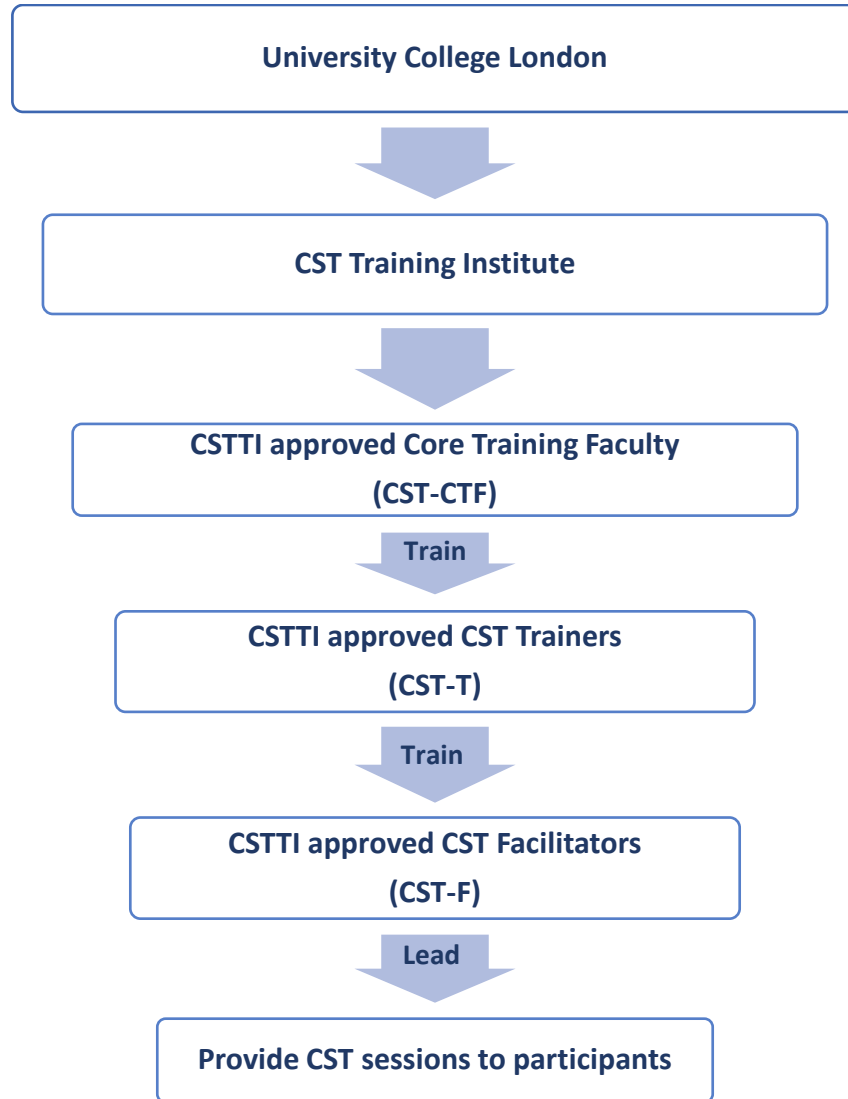 University College London
CST Training Institute
CSTTI approved Core Training Faculty
(CST-CTF)
Train
CSTTI approved CST Trainers
(CST-T)
Train
CSTTI approved CST Facilitators
(CST-F)
Lead
Provide CST sessions to participants